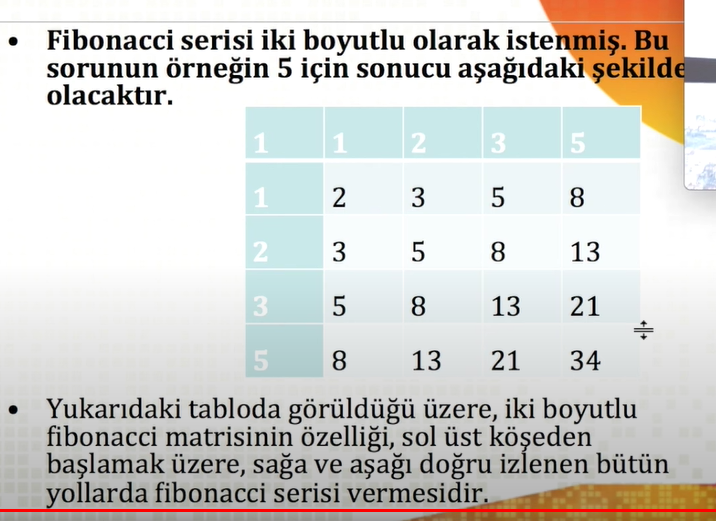 • Fibonacci serisi iki boyutlu olarak istenmiş. Bu
sorunun örneğin 5 için sonucu aşağıdaki şekilde
olacaktır.
1 1 2 3 5
1 2 3 5 8
2 3 5 8 13
3 5 8 13 21
5 8 13 21 34
• Yukarıdaki tabloda görüldüğü üzere, iki boyutlu
fibonacci matrisinin özelliği, sol üst köşeden
başlamak üzere, sağa ve aşağı doğru izlenen bütün
yollarda fibonacci serisi vermesidir.